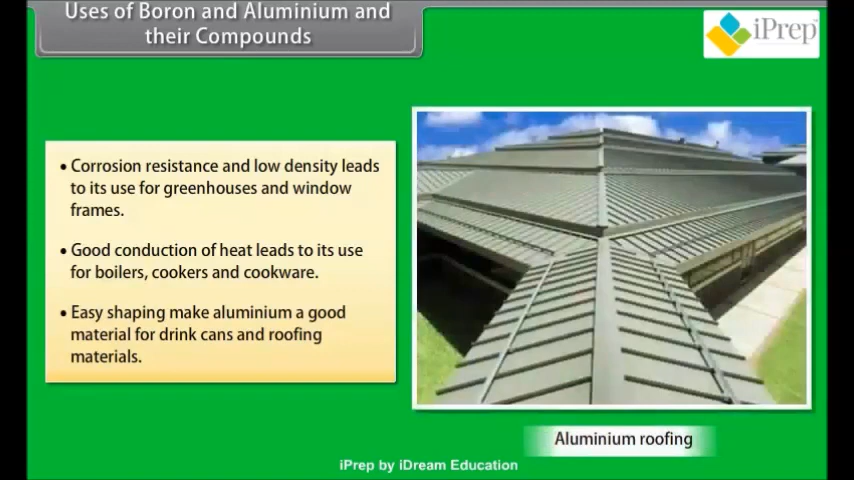 Uses of Boron and Aluminium and
their Compounds
iPrep
• Corrosion resistance and low density leads
to its use for greenhouses and window
frames.
• Good conduction of heat leads to its use
for boilers, cookers and cookware.
• Easy shaping make aluminium a good
material for drink cans and roofing
materials.
Aluminium roofing
iPrep by iDream Education